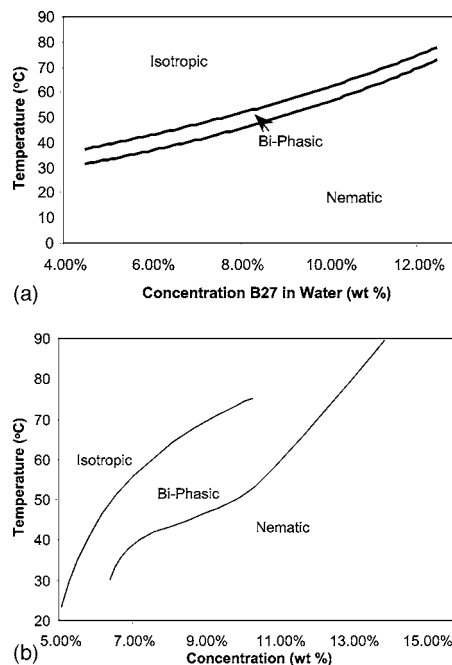 90
80
70
60
50
40
30
20
10
0
Temperature (°C)
Isotropic
Bi-Phasic
Nematic
4.00% 6.00% 8.00% 10.00% 12.00%
(a) Concentration B27 in Water (wt %)
90
80
70
60
50
40
30
20
Temperature (°C)
Isotropic
Bi-Phasic
Nematic
5.00% 7.00% 9.00% 11.00% 13.00% 15.00%
(b) Concentration (wt %)